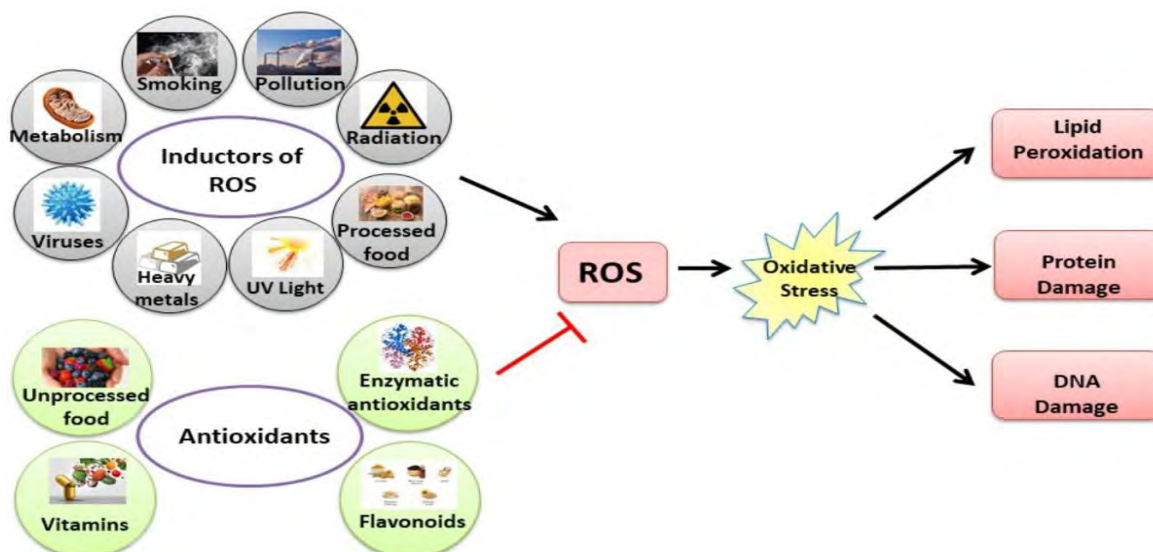 Smoking
Pollution
Metabolism
Radiation
Inductors of
ROS
Viruses
Processed
food
Heavy
metals
UV Light
ROS
Oxidative
Stress
Lipid
Peroxidation
Protein
Damage
DNA
Damage
Unprocessed
food
Enzymatic
antioxidants
Antioxidants
Vitamins
Flavonoids